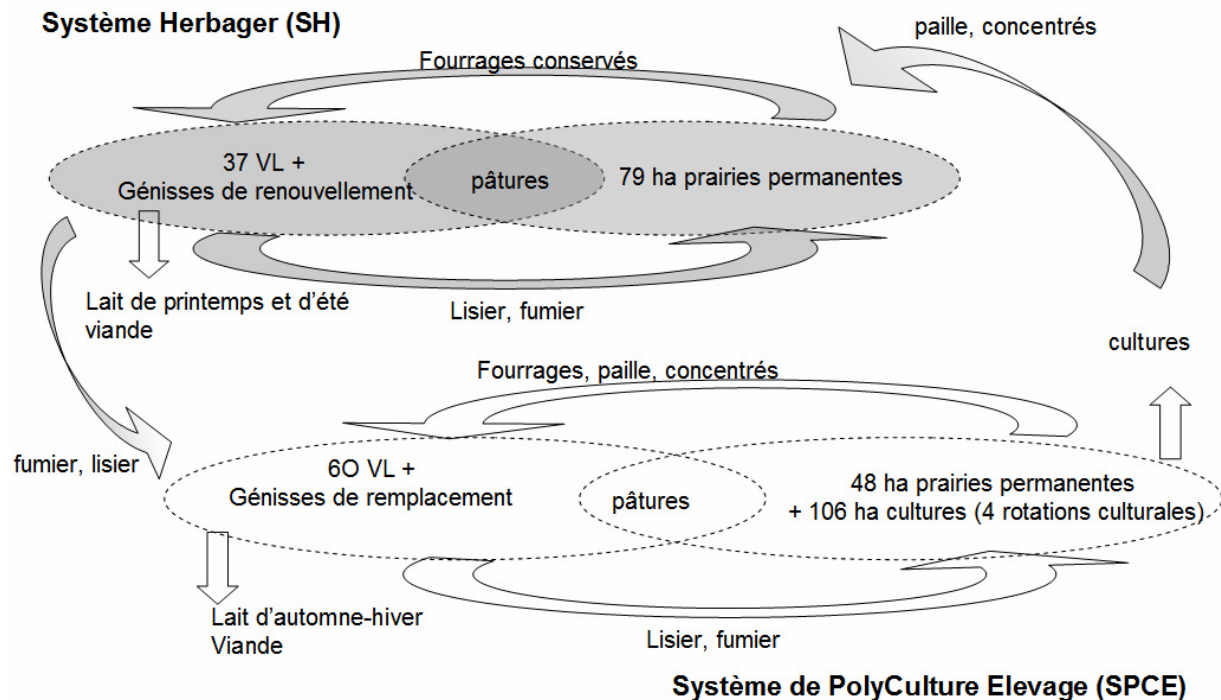 Système Herbager (SH)
paille, concentrés
Fourrages conservés
37 VL +
Génisses de renouvellement
pâtures
79 ha prairies permanentes
Lait de printemps et d'été
viande
Lisier, fumier
cultures
Fourrages, paille, concentrés
fumier, lisier
6O VL +
Génisses de remplacement
pâtures
48 ha prairies permanentes
+ 106 ha cultures (4 rotations culturales)
Lait d'automne-hiver
Viande
Lisier, fumier
Système de PolyCulture Elevage (SPCE)